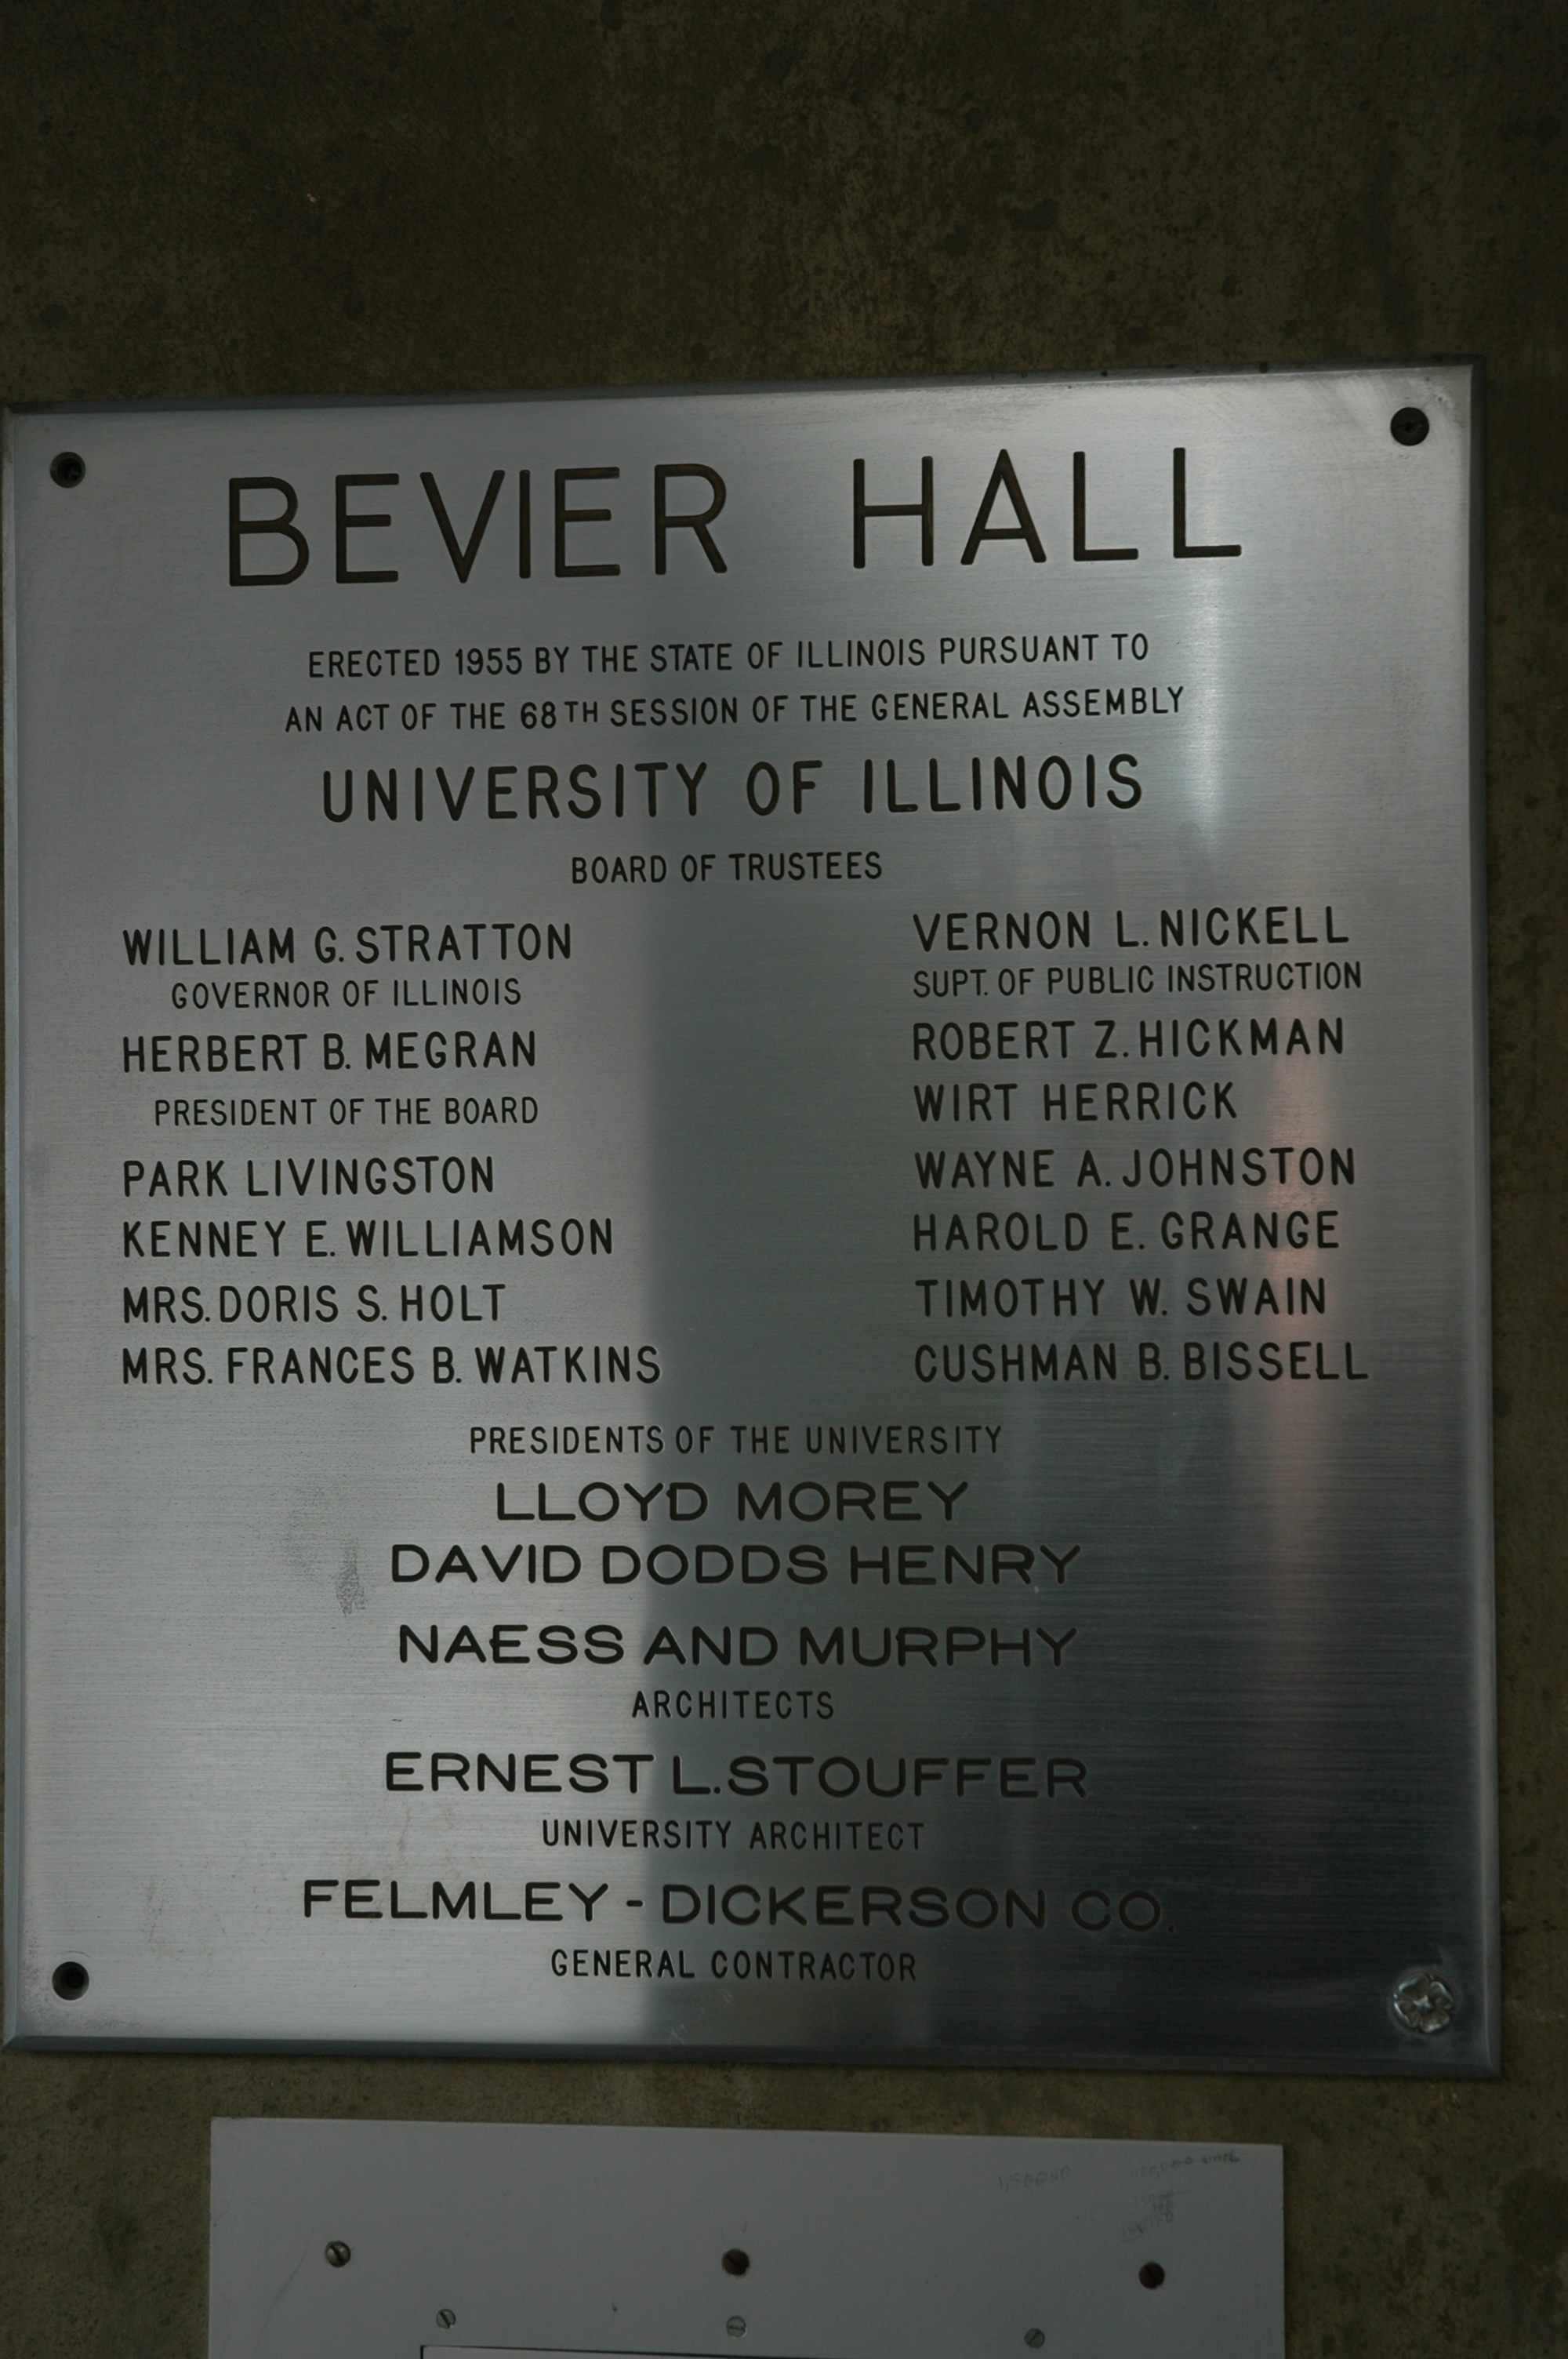 BEVIER HALL
ERECTED 1955 BY THE STATE OF ILLINOIS PURSUANT TO
AN ACT OF THE 68TH SESSION OF THE GENERAL ASSEMBLY
UNIVERSITY OF ILLINOIS
BOARD OF TRUSTEES
WILLIAM G. STRATTON
GOVERNOR OF ILLINOIS
HERBERT B. MEGRAN
PRESIDENT OF THE BOARD
PARK LIVINGSTON
KENNEY E. WILLIAMSON
MRS. DORIS S. HOLT
MRS. FRANCES B. WATKINS
VERNON L. NICKELL
SUPT. OF PUBLIC INSTRUCTION
ROBERT Z. HICKMAN
WIRT HERRICK
WAYNE A. JOHNSTON
HAROLD E. GRANGE
TIMOTHY W. SWAIN
CUSHMAN B. BISSELL
PRESIDENTS OF THE UNIVERSITY
LLOYD MOREY
DAVID DODDS HENRY
NAESS AND MURPHY
ARCHITECTS
ERNEST L. STOUFFER
UNIVERSITY ARCHITECT
FELMLEY - DICKERSON CO.
GENERAL CONTRACTOR